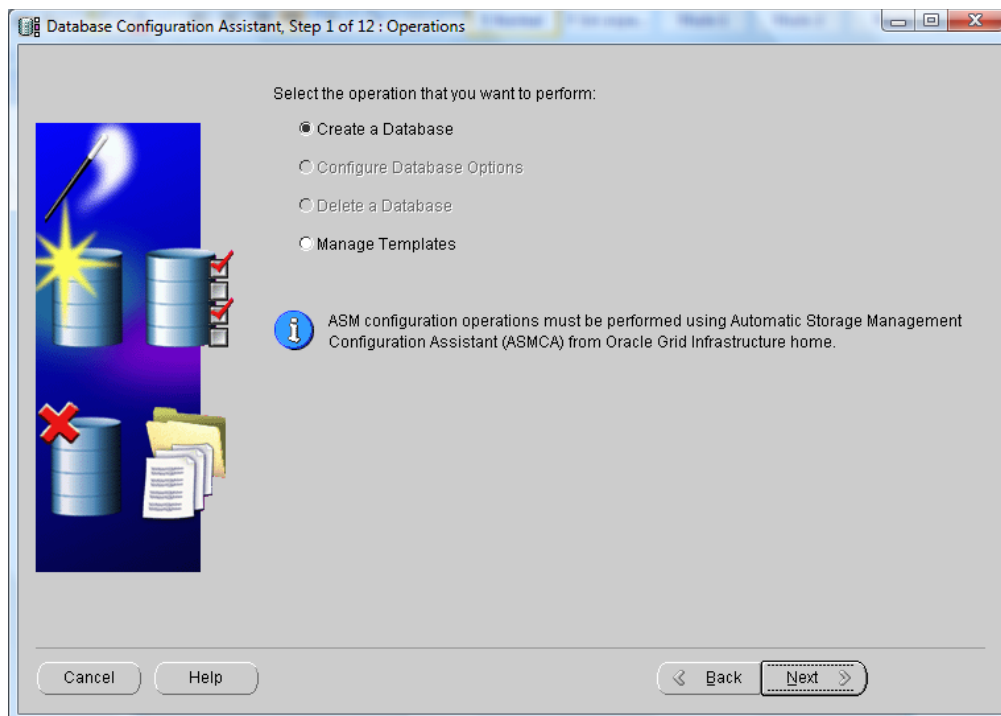 Database Configuration Assistant, Step 1 of 12 : Operations
Select the operation that you want to perform:
Create a Database
Configure Database Options
Delete a Database
Manage Templates
ASM configuration operations must be performed using Automatic Storage Management
Configuration Assistant (ASMCA) from Oracle Grid Infrastructure home.
Cancel
Help
Back
Next